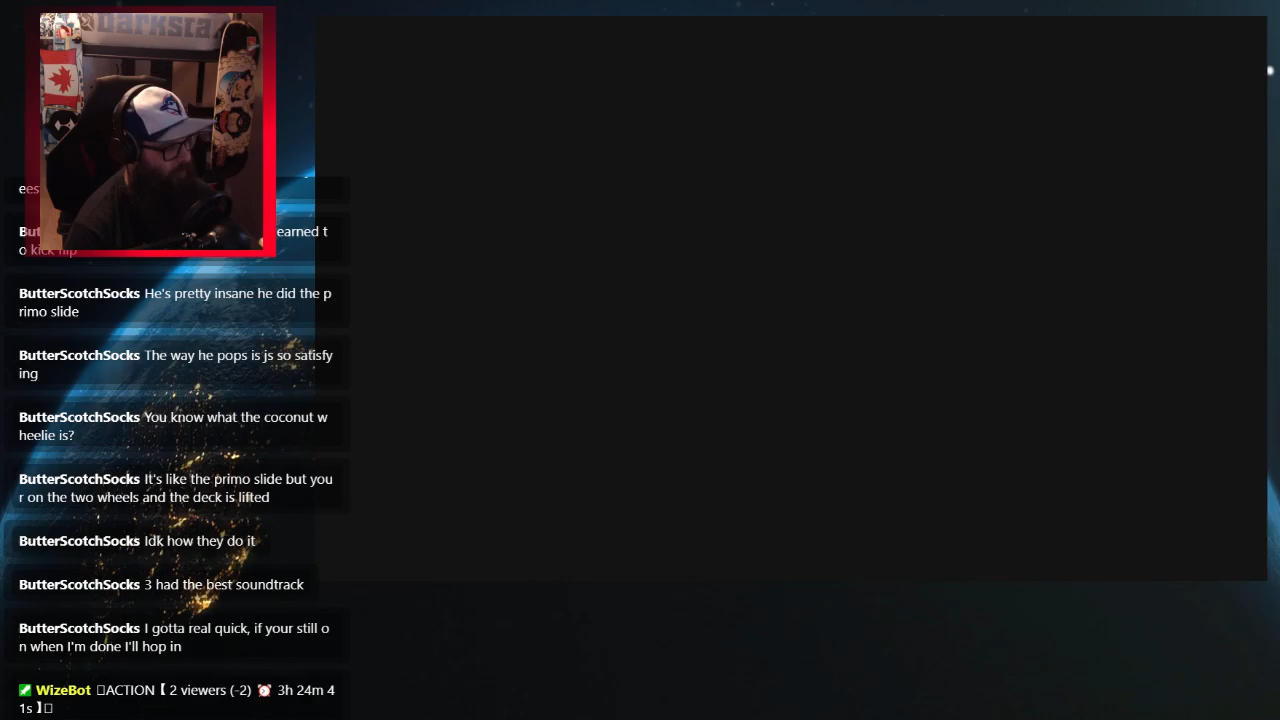 Darksta
ees
But
earned t
o kick flip
ButterScotchSocks He's pretty insane he did the p
rimo slide
ButterScotchSocks The way he pops is js so satisfy
ing
ButterScotchSocks You know what the coconut w
heelie is?
ButterScotchSocks It's like the primo slide but you
r on the two wheels and the deck is lifted
ButterScotchSocks Idk how they do it
ButterScotchSocks 3 had the best soundtrack
ButterScotchSocks I gotta real quick, if your still o
n when I'm done I'll hop in
WizeBot □ACTION 【 2 viewers (-2) ⏰ 3h 24m 4
1s 】□